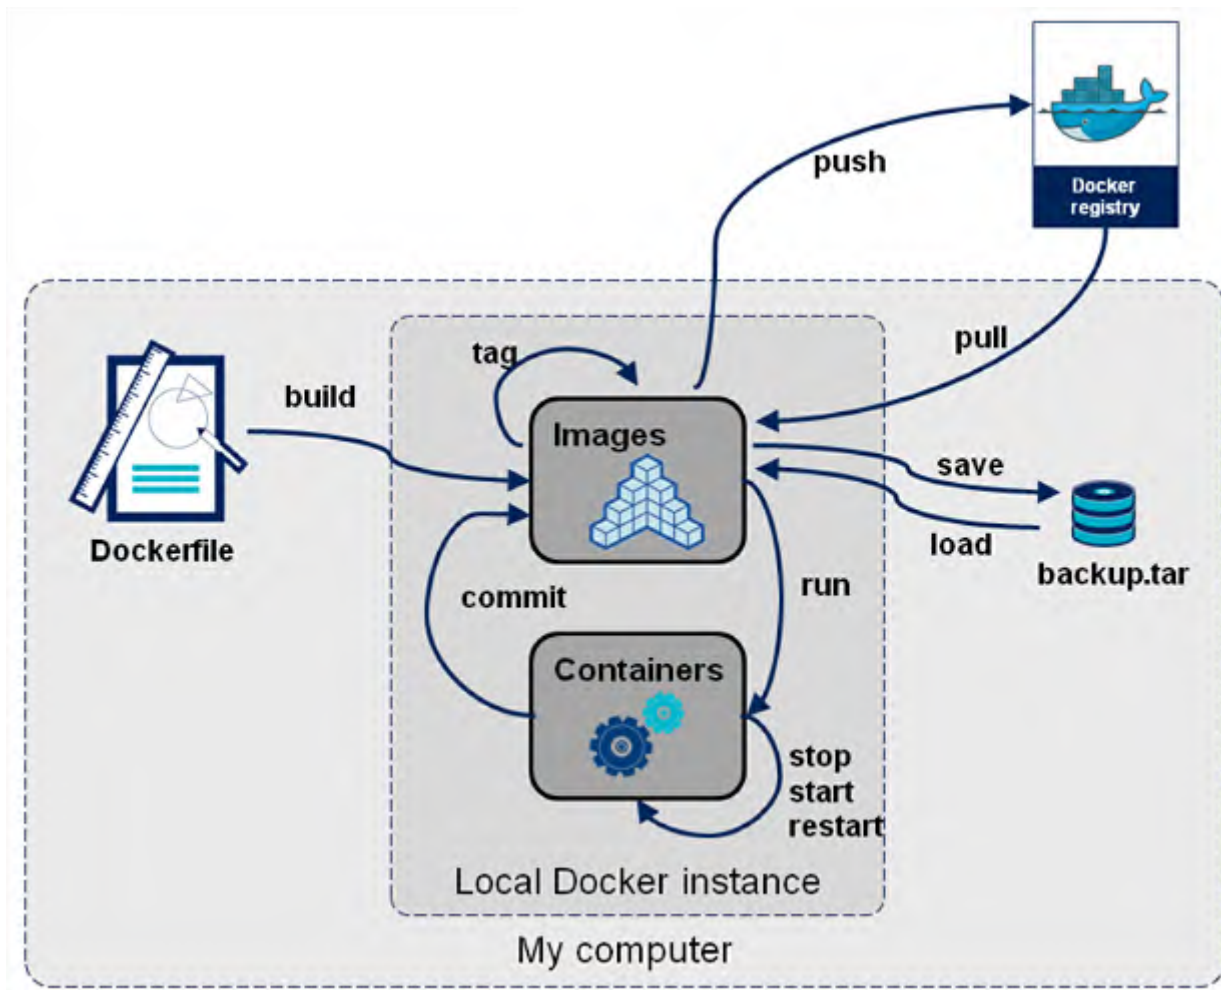 push
Docker
registry
pull
tag
build
Images
save
Dockerfile
load
backup.tar
commit
run
Containers
stop
start
restart
Local Docker instance
My computer